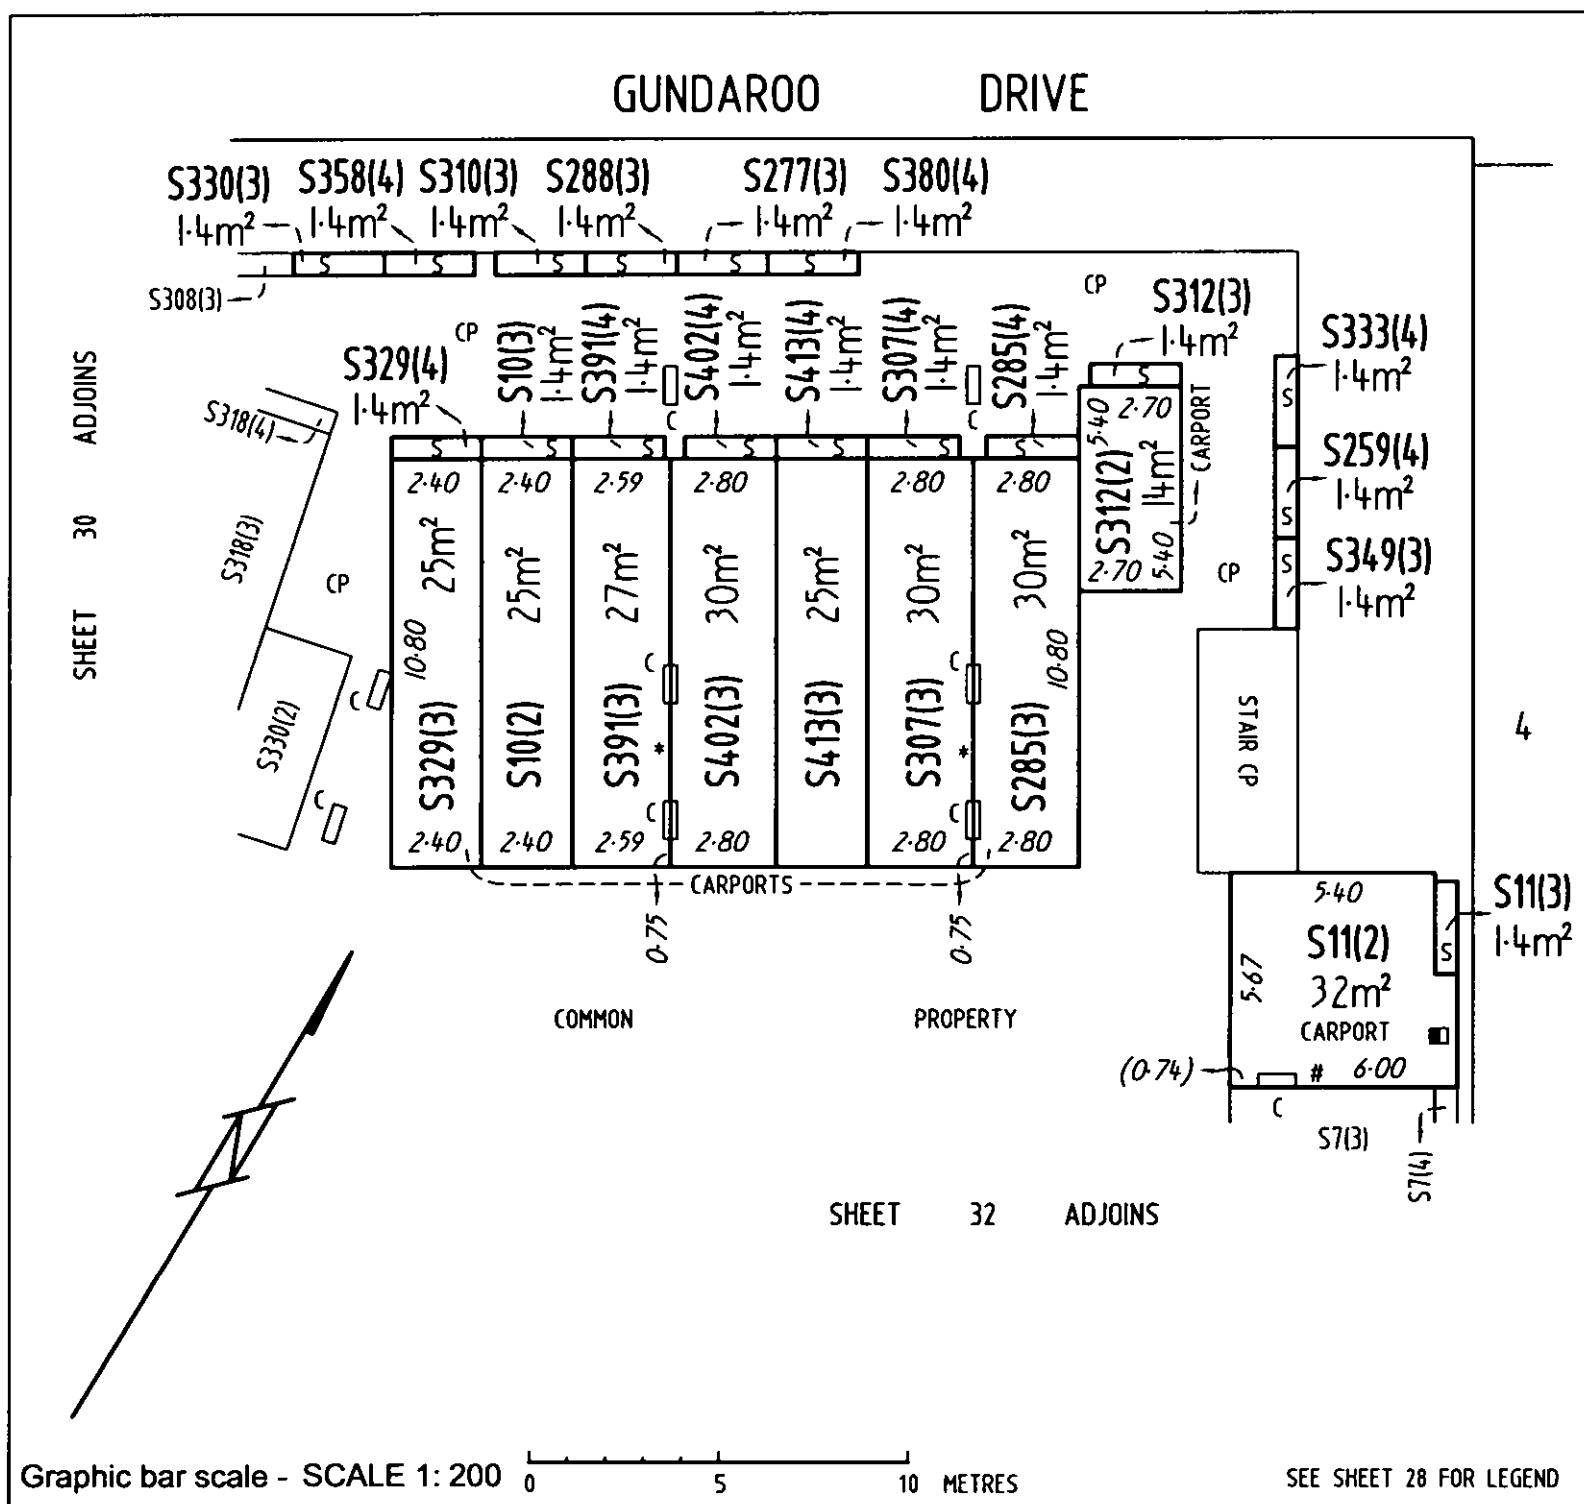 GUNDAROO DRIVE
S330(3) S358(4) S310(3) S288(3) S277(3) S380(4)
1·4m² 1·4m² 1·4m² 1·4m² 1·4m² 1·4m²
S S S S S S
S308(3)
CP
CP
S312(3)
1·4m²
S
S333(4)
1·4m²
S
S259(4)
1·4m²
S
S349(3)
1·4m²
S
SHEET 30 ADJOINS
S318(4)
S318(3)
CP
S330(2)
C
C
S329(4)
1·4m²
S10(3)
1·4m²
S391(4)
1·4m²
C
S402(4)
1·4m²
S413(4)
1·4m²
S307(4)
1·4m²
C
S285(4)
1·4m²
S S S S S S S
2·40 2·40 2·59 2·80 2·80 2·80
S329(3)
25m²
10·80
S10(2)
25m²
S391(3)
27m²
C
*
C
S402(3)
30m²
S413(3)
25m²
S307(3)
30m²
C
*
C
S285(3)
30m²
10·80
2·40 2·40 2·59 2·80 2·80 2·80
CARPORTS
0·75
0·75
5·40 2·70
S312(2)
14m²
2·70 5·40
CARPORT
CP
STAIR CP
4
5·40
S11(2)
32m²
CARPORT
5·67
(0·74)
# 6·00
C
S
S11(3)
1·4m²
S7(3)
S7(4)
COMMON PROPERTY
SHEET 32 ADJOINS
Graphic bar scale - SCALE 1: 200
0 5 10 METRES
SEE SHEET 28 FOR LEGEND